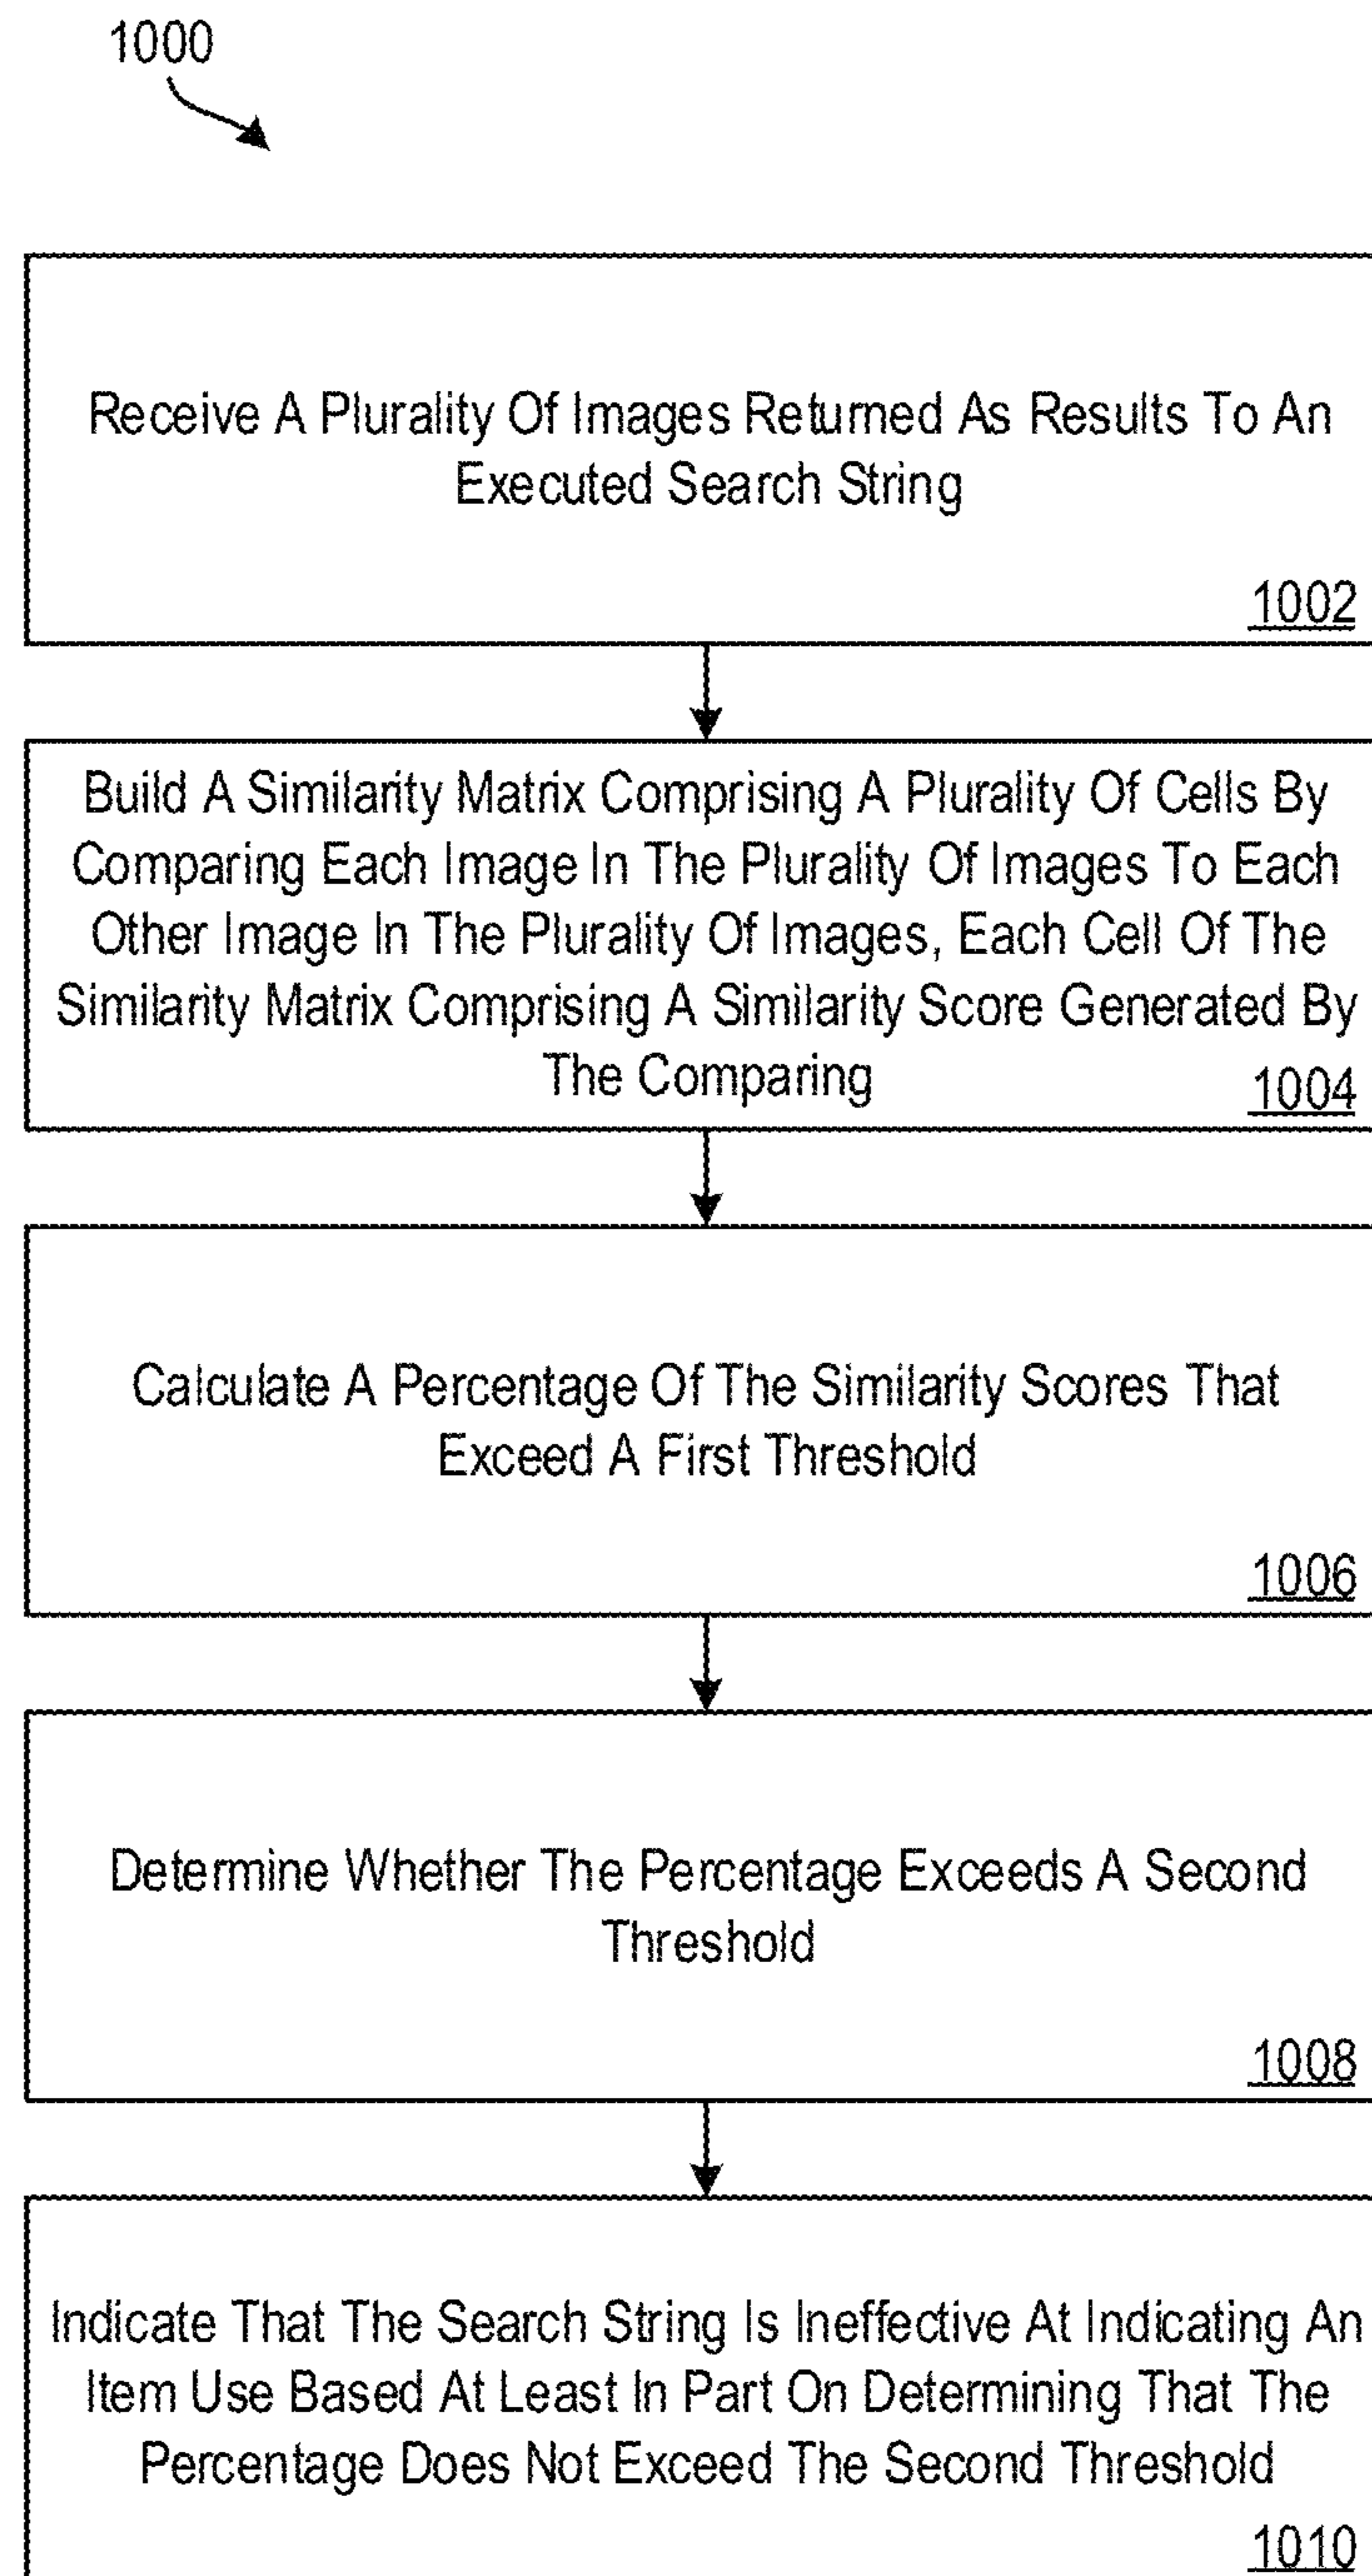 1000
Receive A Plurality Of Images Returned As Results To An
Executed Search String
1002
Build A Similarity Matrix Comprising A Plurality Of Cells By
Comparing Each Image In The Plurality Of Images To Each
Other Image In The Plurality Of Images, Each Cell Of The
Similarity Matrix Comprising A Similarity Score Generated By
The Comparing
1004
Calculate A Percentage Of The Similarity Scores That
Exceed A First Threshold
1006
Determine Whether The Percentage Exceeds A Second
Threshold
1008
Indicate That The Search String Is Ineffective At Indicating An
Item Use Based At Least In Part On Determining That The
Percentage Does Not Exceed The Second Threshold
1010